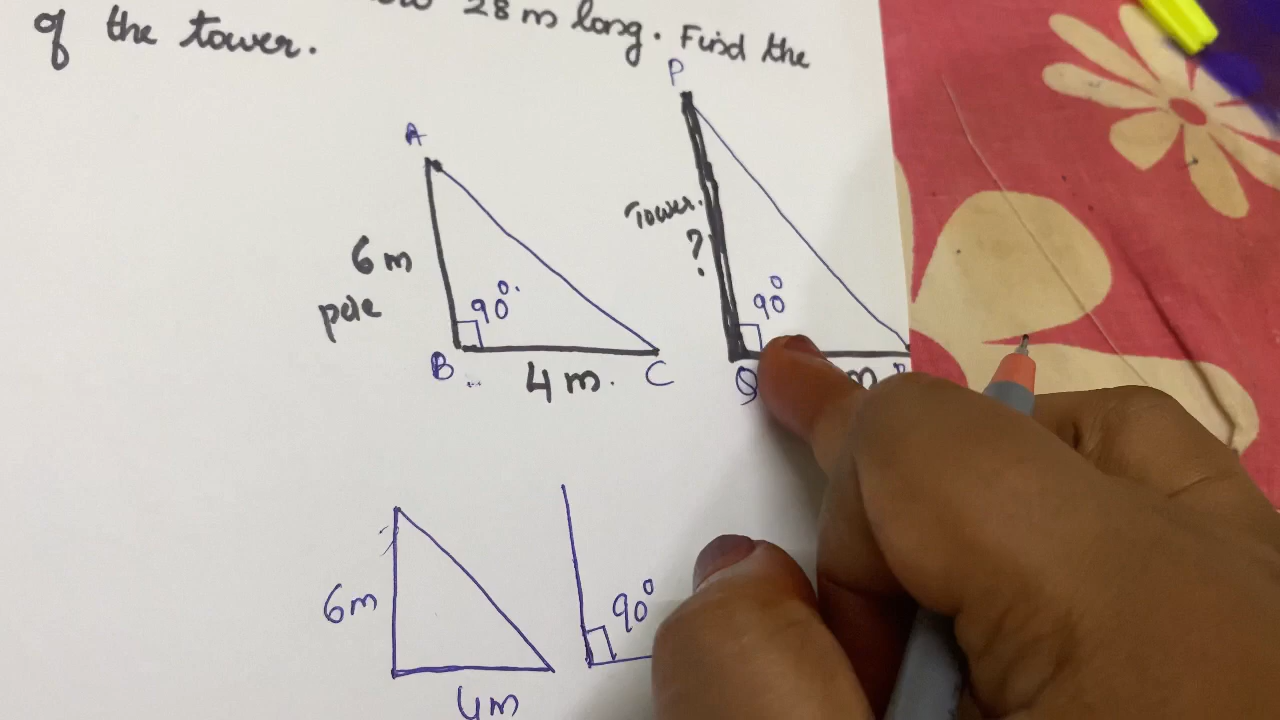 28 m long. Find the
of the tower.
P
A
Tower.
?
6 m
pole
90°.
90°
B
4 m.
C
Q
m
6m
90°
4m